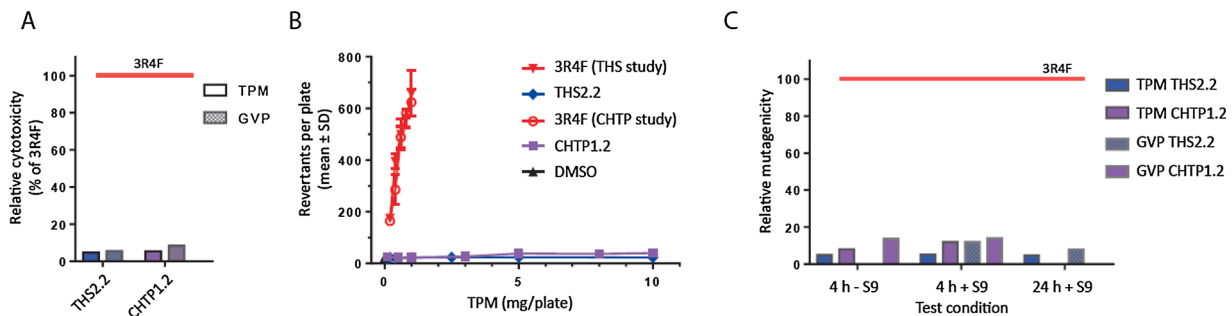 A
Relative cytotoxicity
(% of 3R4F)
100
80
60
40
20
0
3R4F
TPM
GVP
THS2.2
CHTP1.2
B
Revertants per plate
(mean ± SD)
800
600
400
200
0
0
5
10
TPM (mg/plate)
3R4F (THS study)
THS2.2
3R4F (CHTP study)
CHTP1.2
DMSO
C
Relative mutagenicity
100
80
60
40
20
0
3R4F
4 h - S9
4 h + S9
24 h + S9
Test condition
TPM THS2.2
TPM CHTP1.2
GVP THS2.2
GVP CHTP1.2